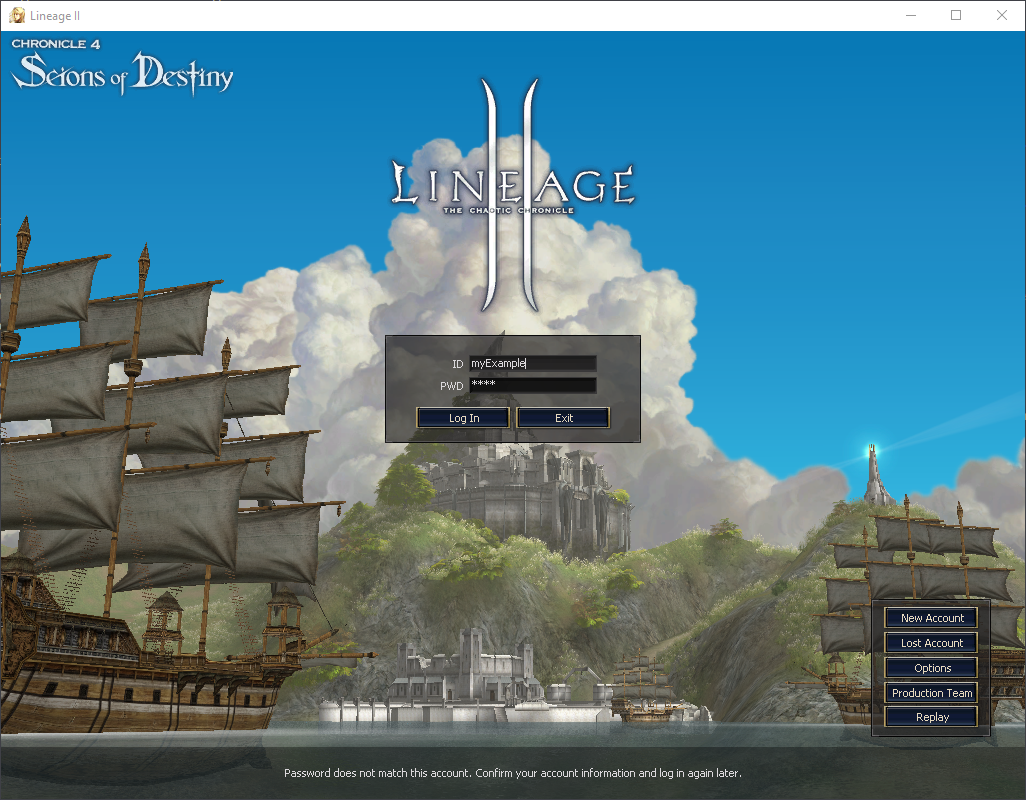 Lineage II
CHRONICLE 4
Scions of Destiny
LINEAGE II
THE CHAOTIC CHRONICLE
ID myExample
PWD ****
Log In Exit
New Account
Lost Account
Options
Production Team
Replay
Password does not match this account. Confirm your account information and log in again later.